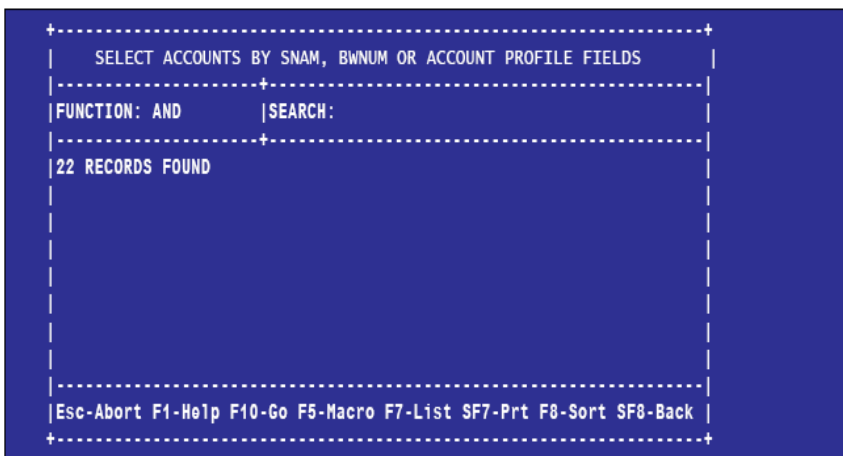 SELECT ACCOUNTS BY SNAM, BWNUM OR ACCOUNT PROFILE FIELDS
FUNCTION: AND |SEARCH:
22 RECORDS FOUND
Esc-Abort F1-Help F10-Go F5-Macro F7-List SF7-Prt F8-Sort SF8-Back